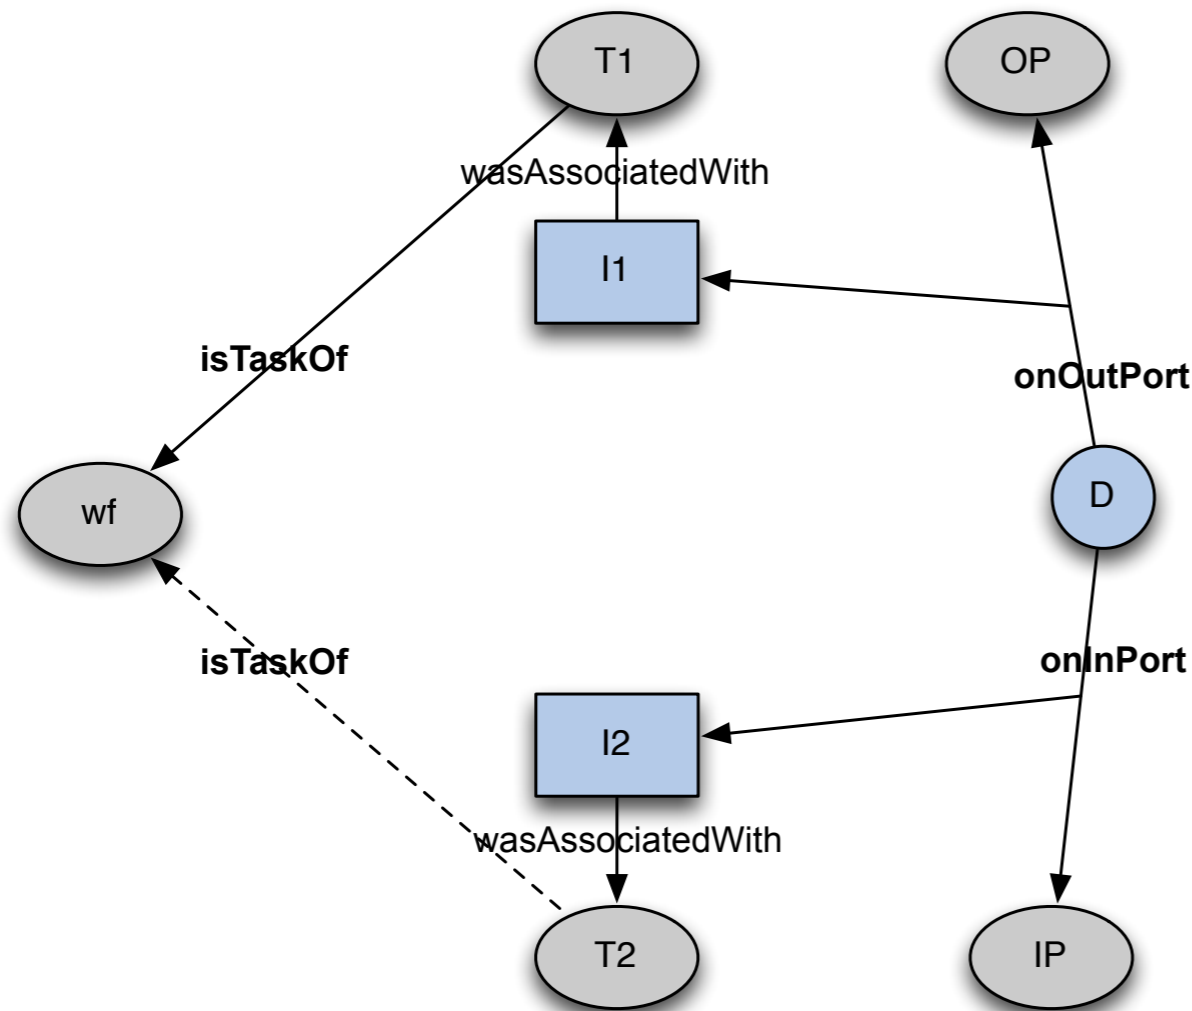 T1
OP
wasAssociatedWith
I1
isTaskOf
onOutPort
wf
D
isTaskOf
onInPort
I2
wasAssociatedWith
T2
IP